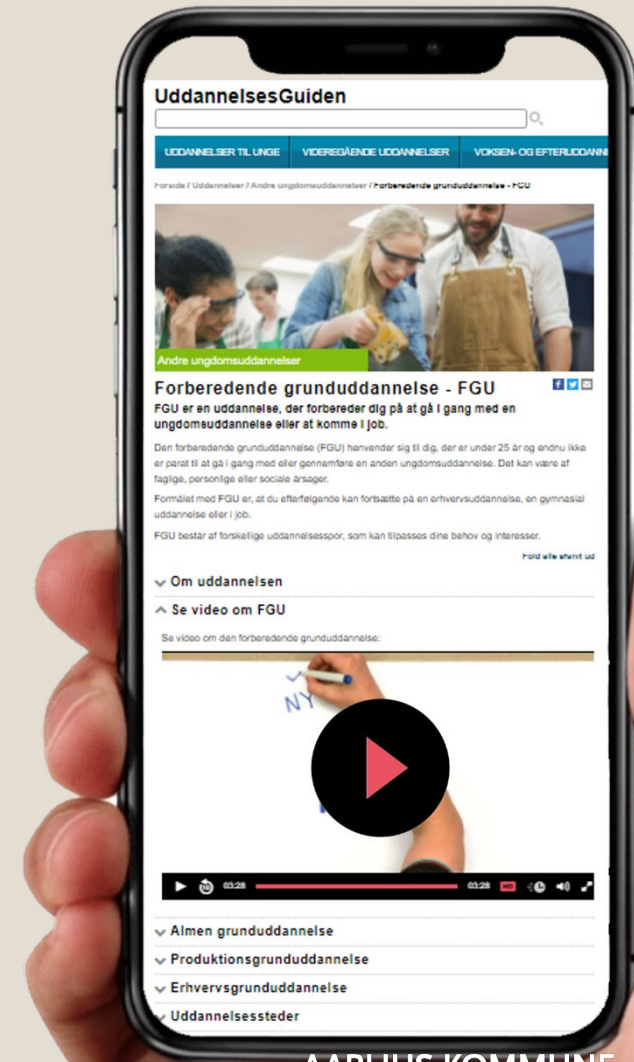 UddannelsesGuiden
UDDANNELSER TIL UNGE
VIDEREGÅENDE UDDANNELSER
VOKSEN- OG EFTERUDDANNE
Forside / Uddannelser / Andre ungdomsuddannelser / Forberedende grunduddannelse - FGU
Andre ungdomsuddannelser
Forberedende grunduddannelse - FGU
FGU er en uddannelse, der forbereder dig på at gå i gang med en
ungdomsuddannelse eller at komme i job.
Den forberedende grunduddannelse (FGU) henvender sig til dig, der er under 25 år og endnu ikke
er parat til at gå i gang med eller gennemføre en anden ungdomsuddannelse. Det kan være af
faglige, personlige eller sociale årsager.
Formålet med FGU er, at du efterfølgende kan fortsætte på en erhvervsuddannelse, en gymnasial
uddannelse eller i job.
FGU består af forskellige uddannelsesspor, som kan tilpasses dine behov og interesser.
Fold alle afsnit ud
Om uddannelsen
Se video om FGU
Se video om den forberedende grunduddannelse:
NY
10
03:28
03:28
HD
Almen grunduddannelse
Produktionsgrunduddannelse
Erhvervsgrunduddannelse
Uddannelsessteder
AARHUS KOMMUNE